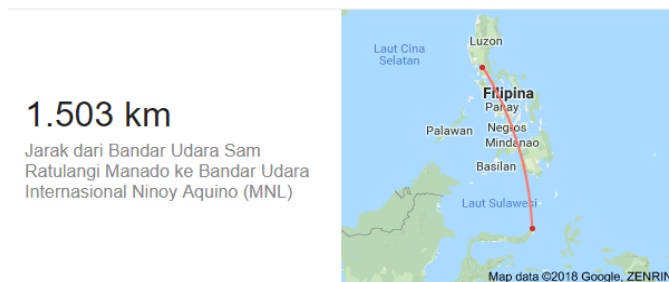 1.503 km
Jarak dari Bandar Udara Sam
Ratulangi Manado ke Bandar Udara
Internasional Ninoy Aquino (MNL)
Luzon
Laut Cina
Selatan
Filipina
Panay
Negros
Palawan
Mindanao
Basilan
Laut Sulawesi
Map data ©2018 Google, ZENRIN